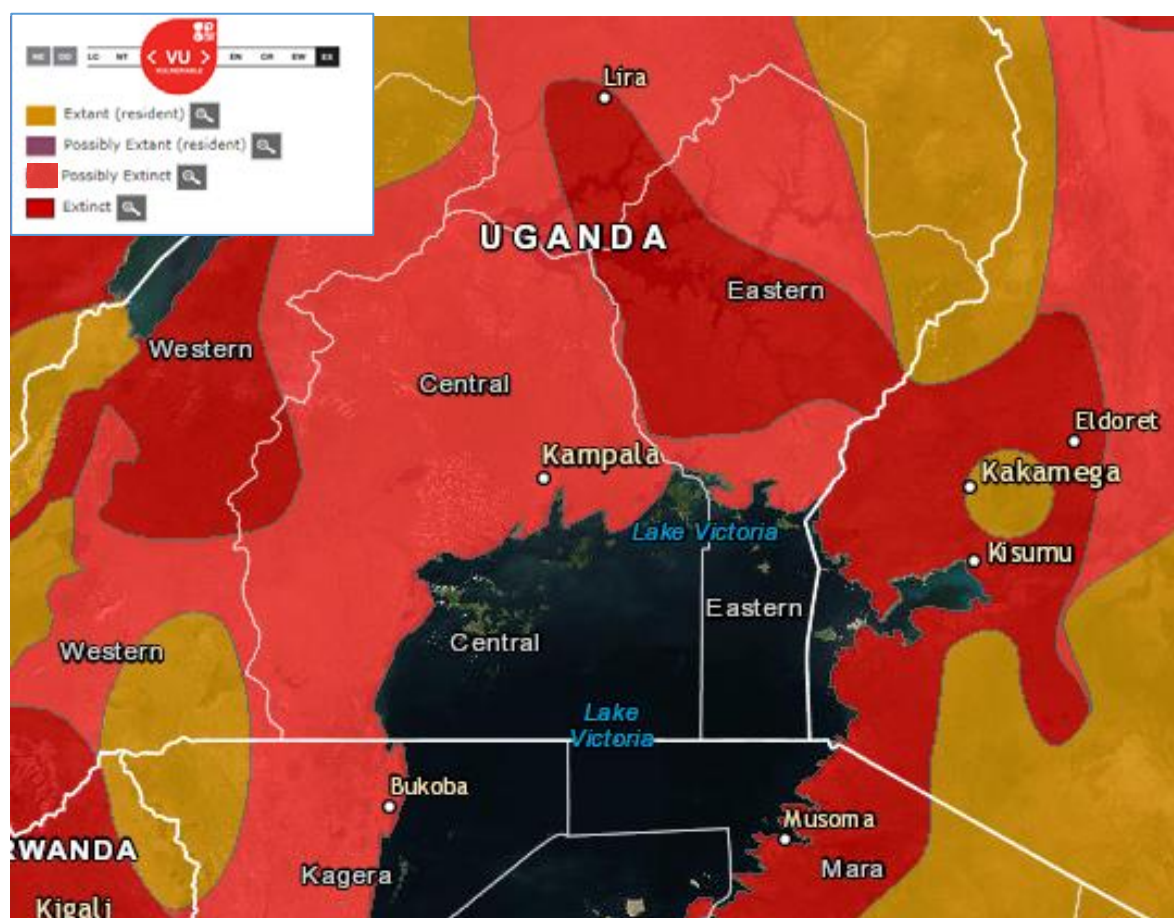 NE DD LC NT < VU > EN CR EW EX
VULNERABLE
Extant (resident)
Possibly Extant (resident)
Possibly Extinct
Extinct
Lira
UGANDA
Eastern
Western
Central
Eldoret
Kampala
Kakamega
Lake Victoria
Kisumu
Eastern
Central
Western
Lake
Victoria
Bukoba
Musoma
RWANDA
Mara
Kagera
Kigali